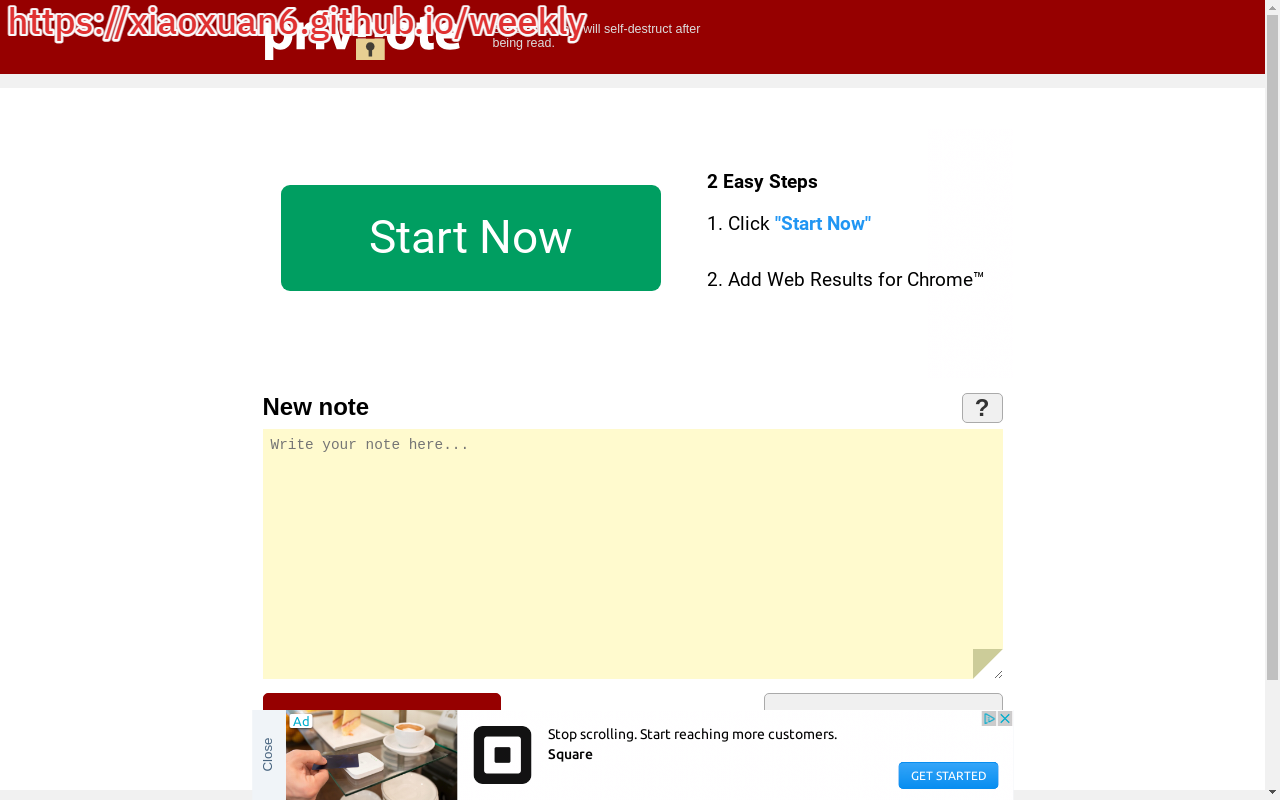 https://xiaoxuan6.github.io/weekly
will self-destruct after
being read.
2 Easy Steps
Start Now
1. Click "Start Now"
2. Add Web Results for Chrome™
New note
?
Write your note here...
Close
Ad
Stop scrolling. Start reaching more customers.
Square
GET STARTED